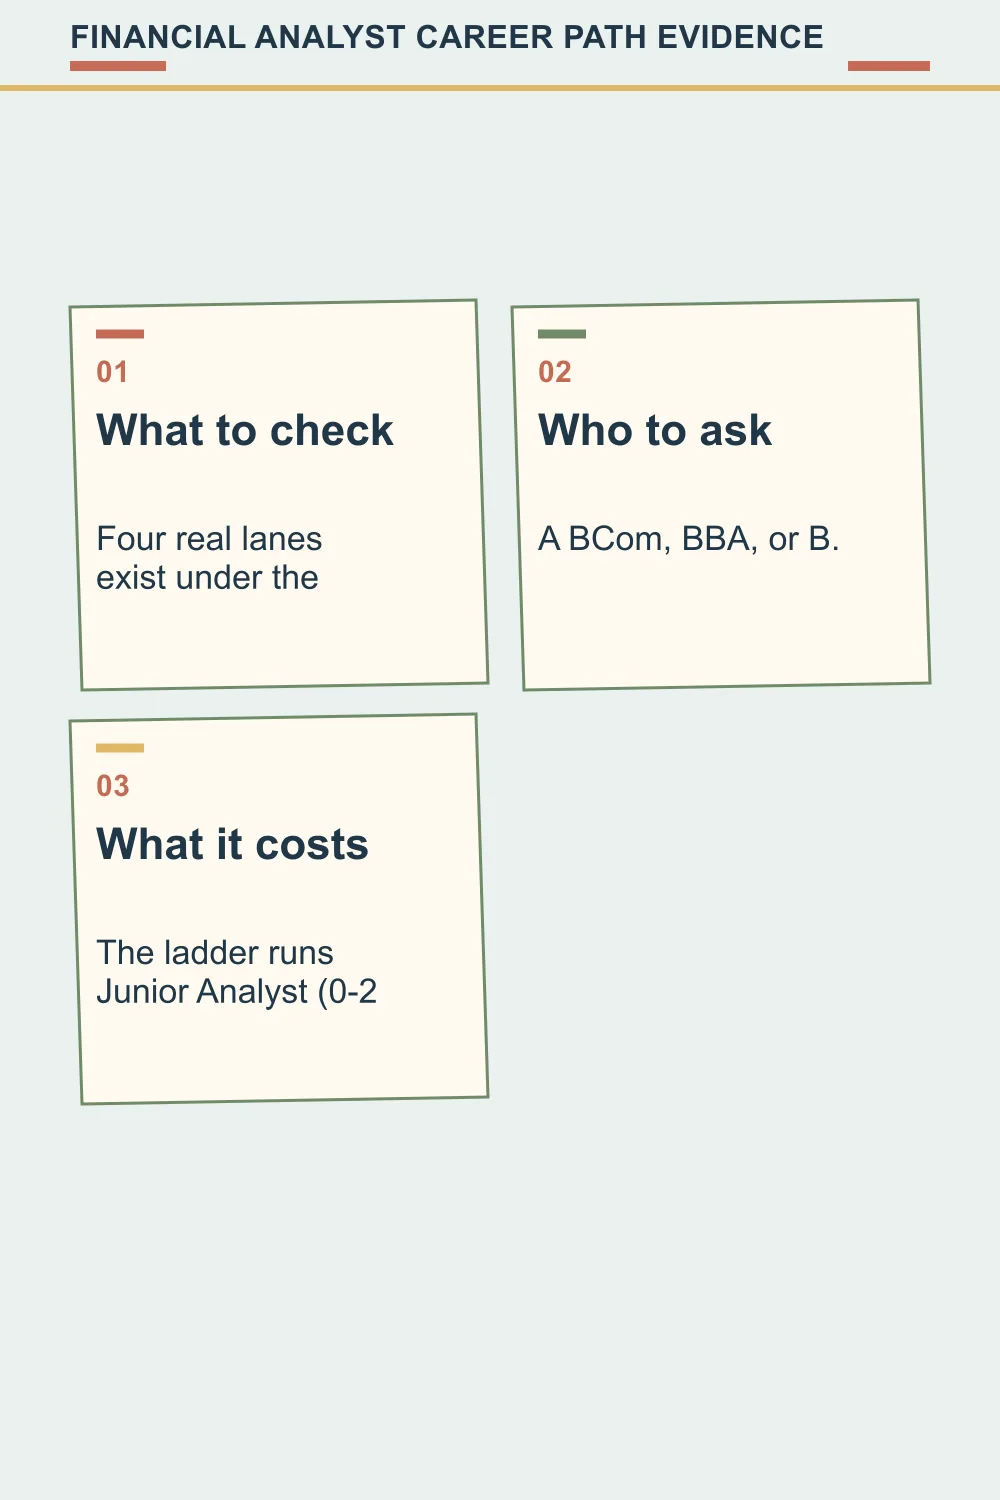 FINANCIAL ANALYST CAREER PATH EVIDENCE
01
What to check
Four real lanes
exist under the
02
Who to ask
A BCom, BBA, or B.
03
What it costs
The ladder runs
Junior Analyst (0-2